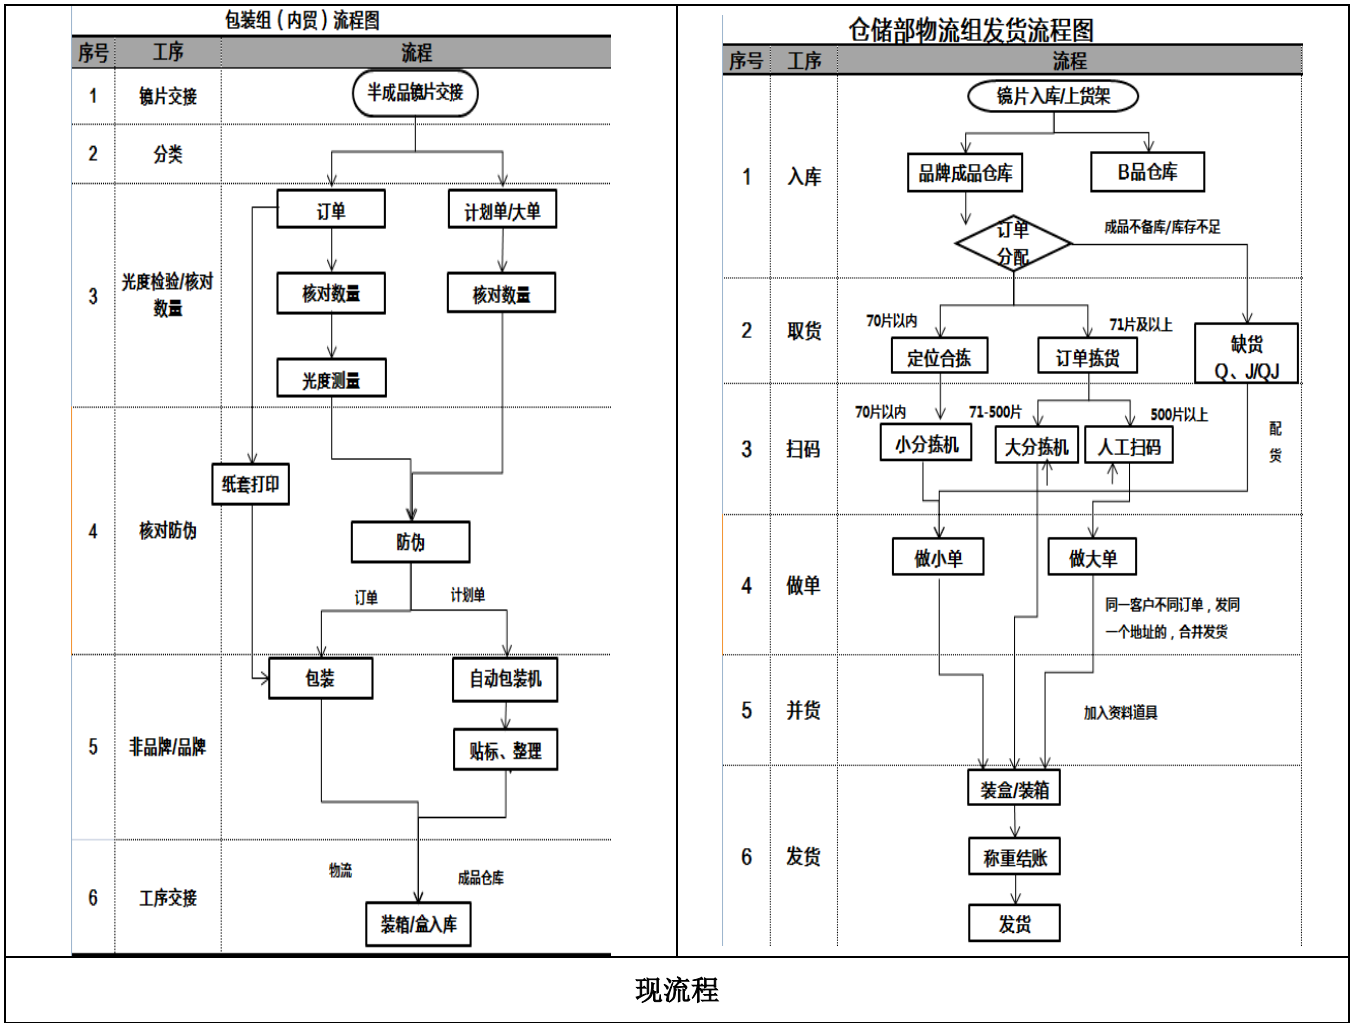 包装组（内贸）流程图
序号 工序 流程
1 镜片交接 半成品镜片交接
2 分类
订单 计划单/大单
3 光度检验/核对
数量
核对数量 核对数量
光度测量
纸套打印
4 核对防伪
防伪
订单 计划单
包装 自动包装机
5 非品牌/品牌
贴标、整理
物流 成品仓库
6 工序交接
装箱/盒入库
仓储部物流组发货流程图
序号 工序 流程
镜片入库/上货架
1 入库
品牌成品仓库 B品仓库
订单
分配
成品不备库/库存不足
2 取货
70片以内 71片及以上
定位合拣 订单拣货
缺货
Q、J/QJ
3 扫码
70片以内 71-500片 500片以上
小分拣机 大分拣机 人工扫码
配
货
4 做单
做小单 做大单
同一客户不同订单，发同
一个地址的，合并发货
5 并货
加入资料道具
装盒/装箱
6 发货
称重结账
发货
现流程